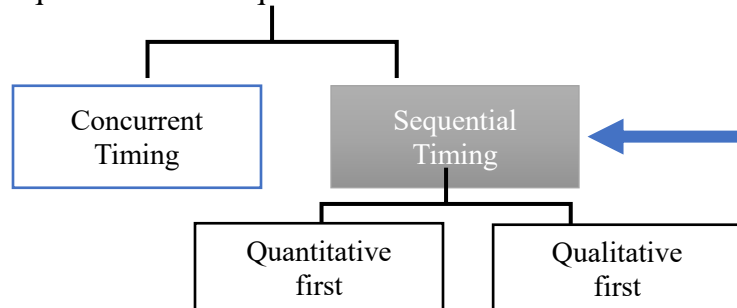 Concurrent
Timing
Sequential
Timing
Quantitative
first
Qualitative
first